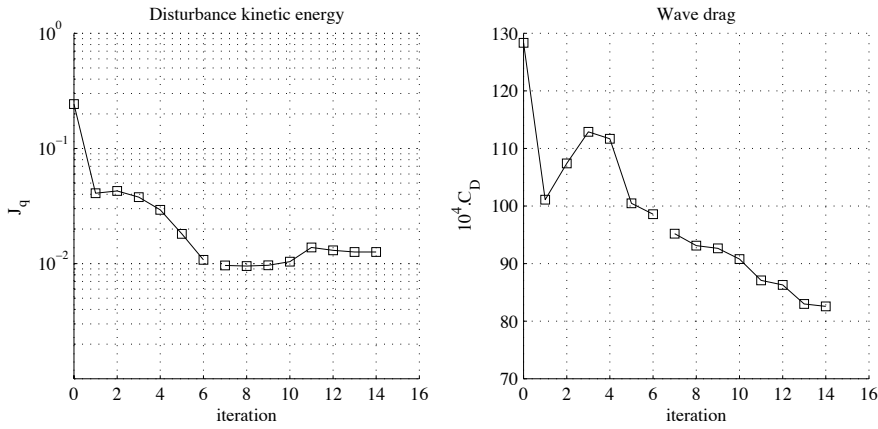 Disturbance kinetic energy
10^0
10^−1
10^−2
J_q
0 2 4 6 8 10 12 14 16
iteration
Wave drag
130
120
110
100
90
80
70
10^4.C_D
0 2 4 6 8 10 12 14 16
iteration